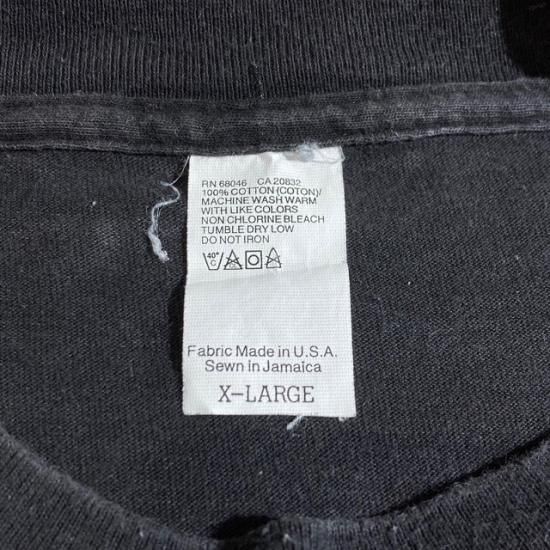 RN 68046 CA 20832
100% COTTON (COTON)/
MACHINE WASH WARM
WITH LIKE COLORS
NON CHLORINE BLEACH
TUMBLE DRY LOW
DO NOT IRON
40°
C
Fabric Made in U.S.A.
Sewn in Jamaica
X-LARGE